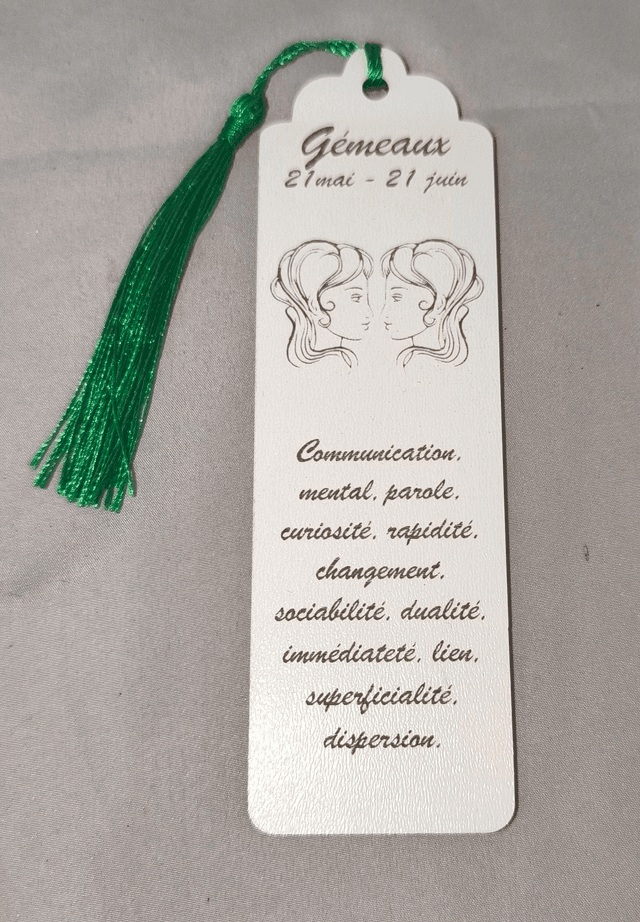 Gémeaux
21mai - 21 juin
Communication,
mental, parole,
curiosité, rapidité,
changement,
sociabilité, dualité,
immédiateté, lien,
superficialité,
dispersion.